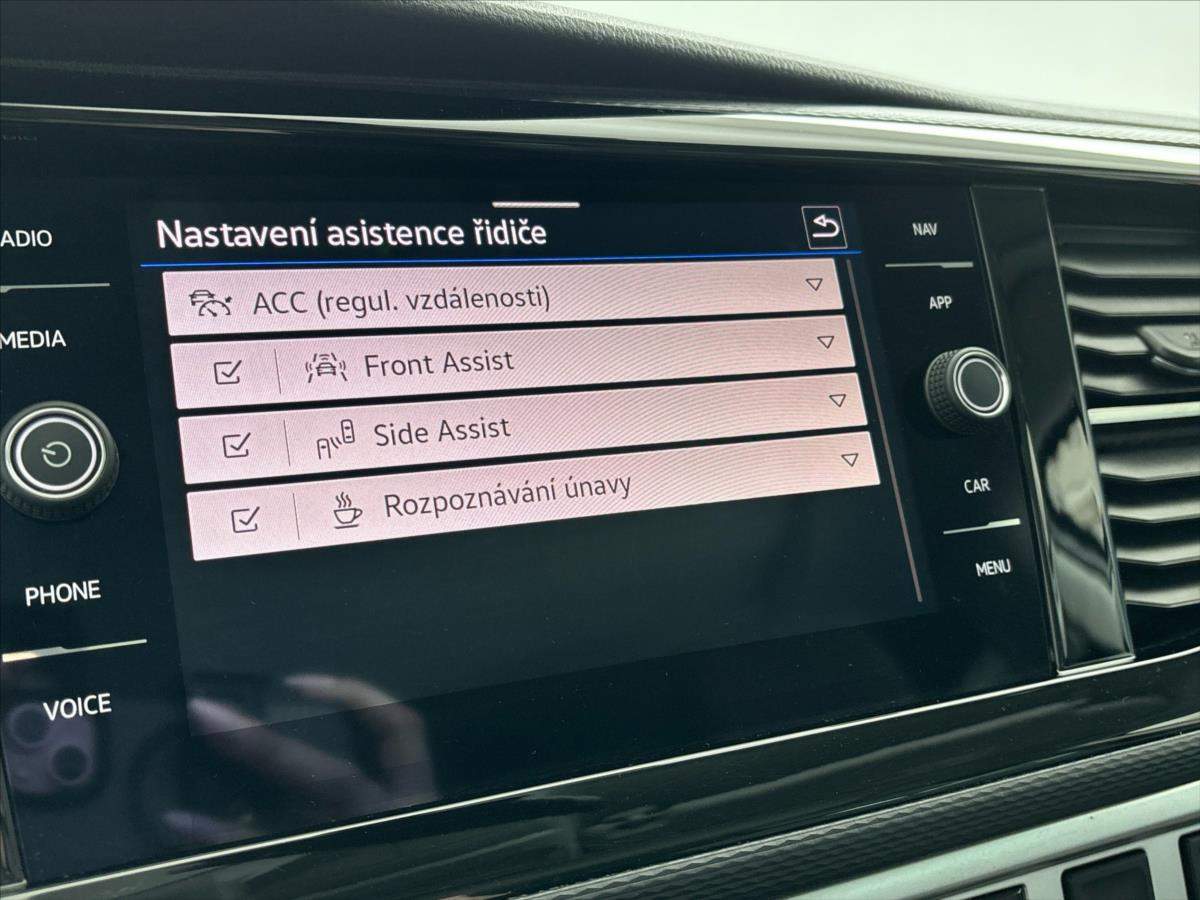 ADIO
MEDIA
PHONE
VOICE
Nastavení asistence řidiče
ACC (regul. vzdálenosti)
Front Assist
Side Assist
Rozpoznávání únavy
NAV
APP
CAR
MENU